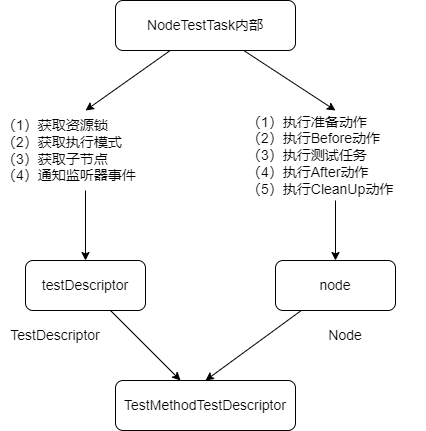 NodeTestTask内部
（1）获取资源锁
（2）获取执行模式
（3）获取子节点
（4）通知监听器事件
（1）执行准备动作
（2）执行Before动作
（3）执行测试任务
（4）执行After动作
（5）执行CleanUp动作
testDescriptor
node
TestDescriptor
Node
TestMethodTestDescriptor